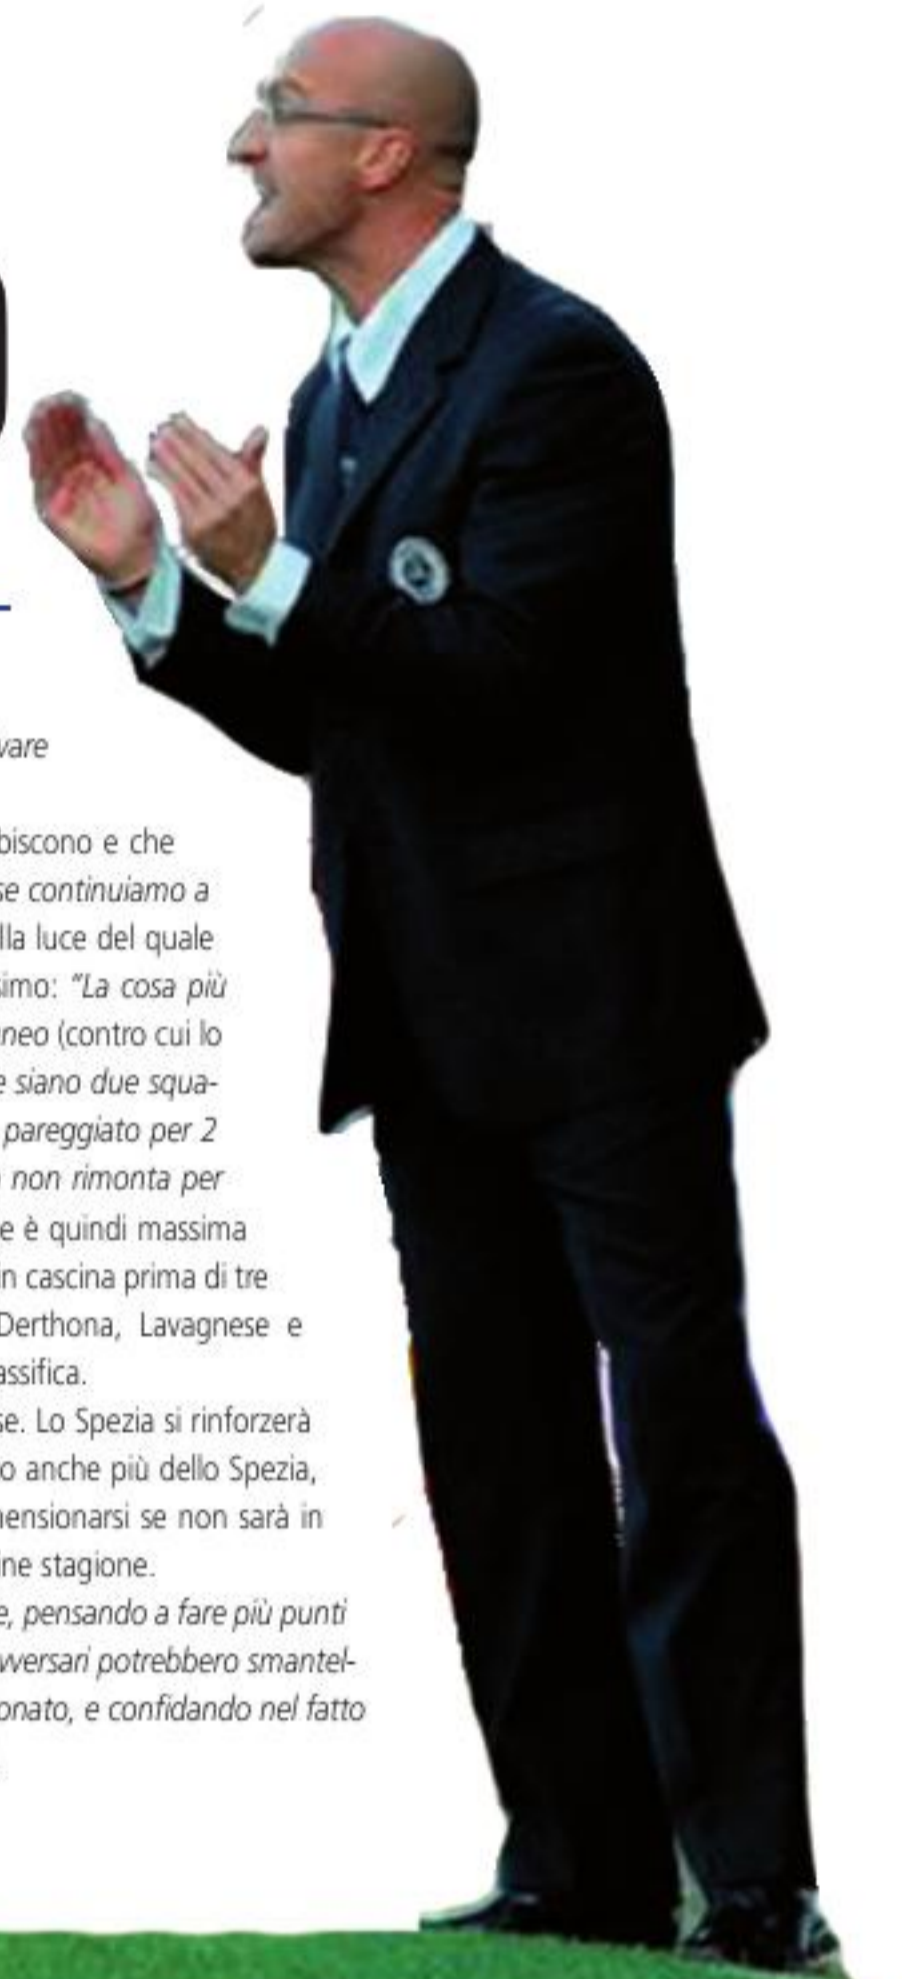 vare
biscono e che
se continuiamo a
lla luce del quale
simo: “La cosa più
neo (contro cui lo
e siano due squa-
pareggiato per 2
non rimonta per
e è quindi massima
in cascina prima di tre
Derthona, Lavagnese e
assifica.
se. Lo Spezia si rinforzerà
o anche più dello Spezia,
mensionarsi se non sarà in
ine stagione.
e, pensando a fare più punti
vversari potrebbero smantel-
onato, e confidando nel fatto